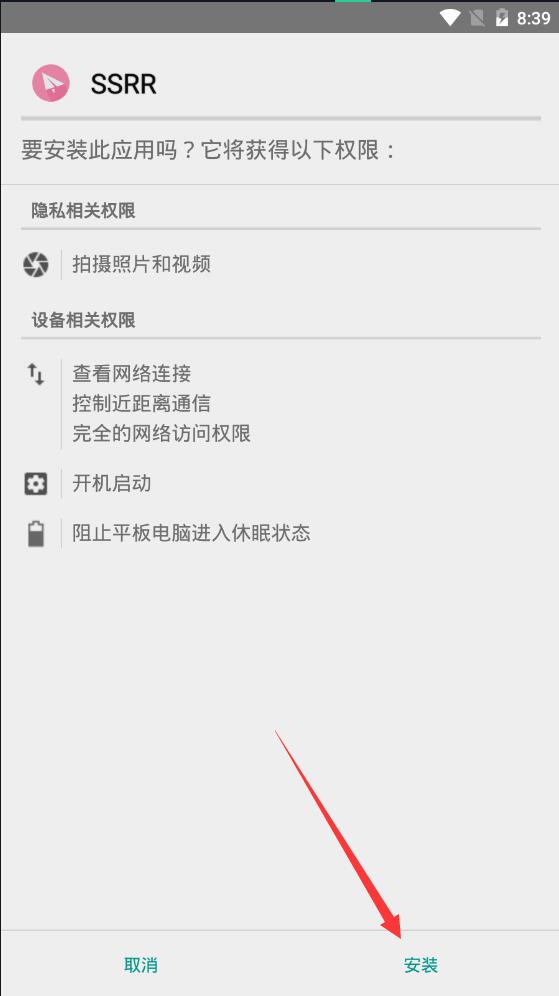 8:39
SSRR
要安装此应用吗？它将获得以下权限：
隐私相关权限
拍摄照片和视频
设备相关权限
查看网络连接
控制近距离通信
完全的网络访问权限
开机启动
阻止平板电脑进入休眠状态
取消
安装